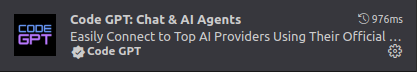 CODE
GPT
Code GPT: Chat & AI Agents
976ms
Easily Connect to Top AI Providers Using Their Official ...
Code GPT